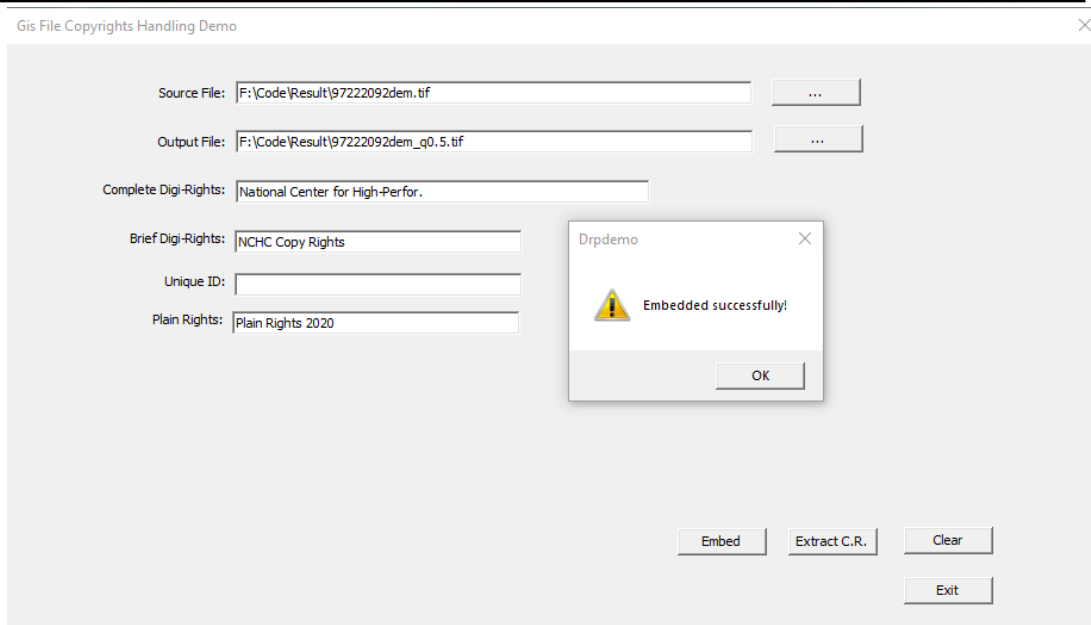 Gis File Copyrights Handling Demo
Source File: F:\Code\Result\97222092dem.tif ...
Output File: F:\Code\Result\97222092dem_q0.5.tif ...
Complete Digi-Rights: National Center for High-Perfor.
Brief Digi-Rights: NCHC Copy Rights
Unique ID:
Plain Rights: Plain Rights 2020
Drpdemo
Embedded successfully!
OK
Embed Extract C.R. Clear
Exit